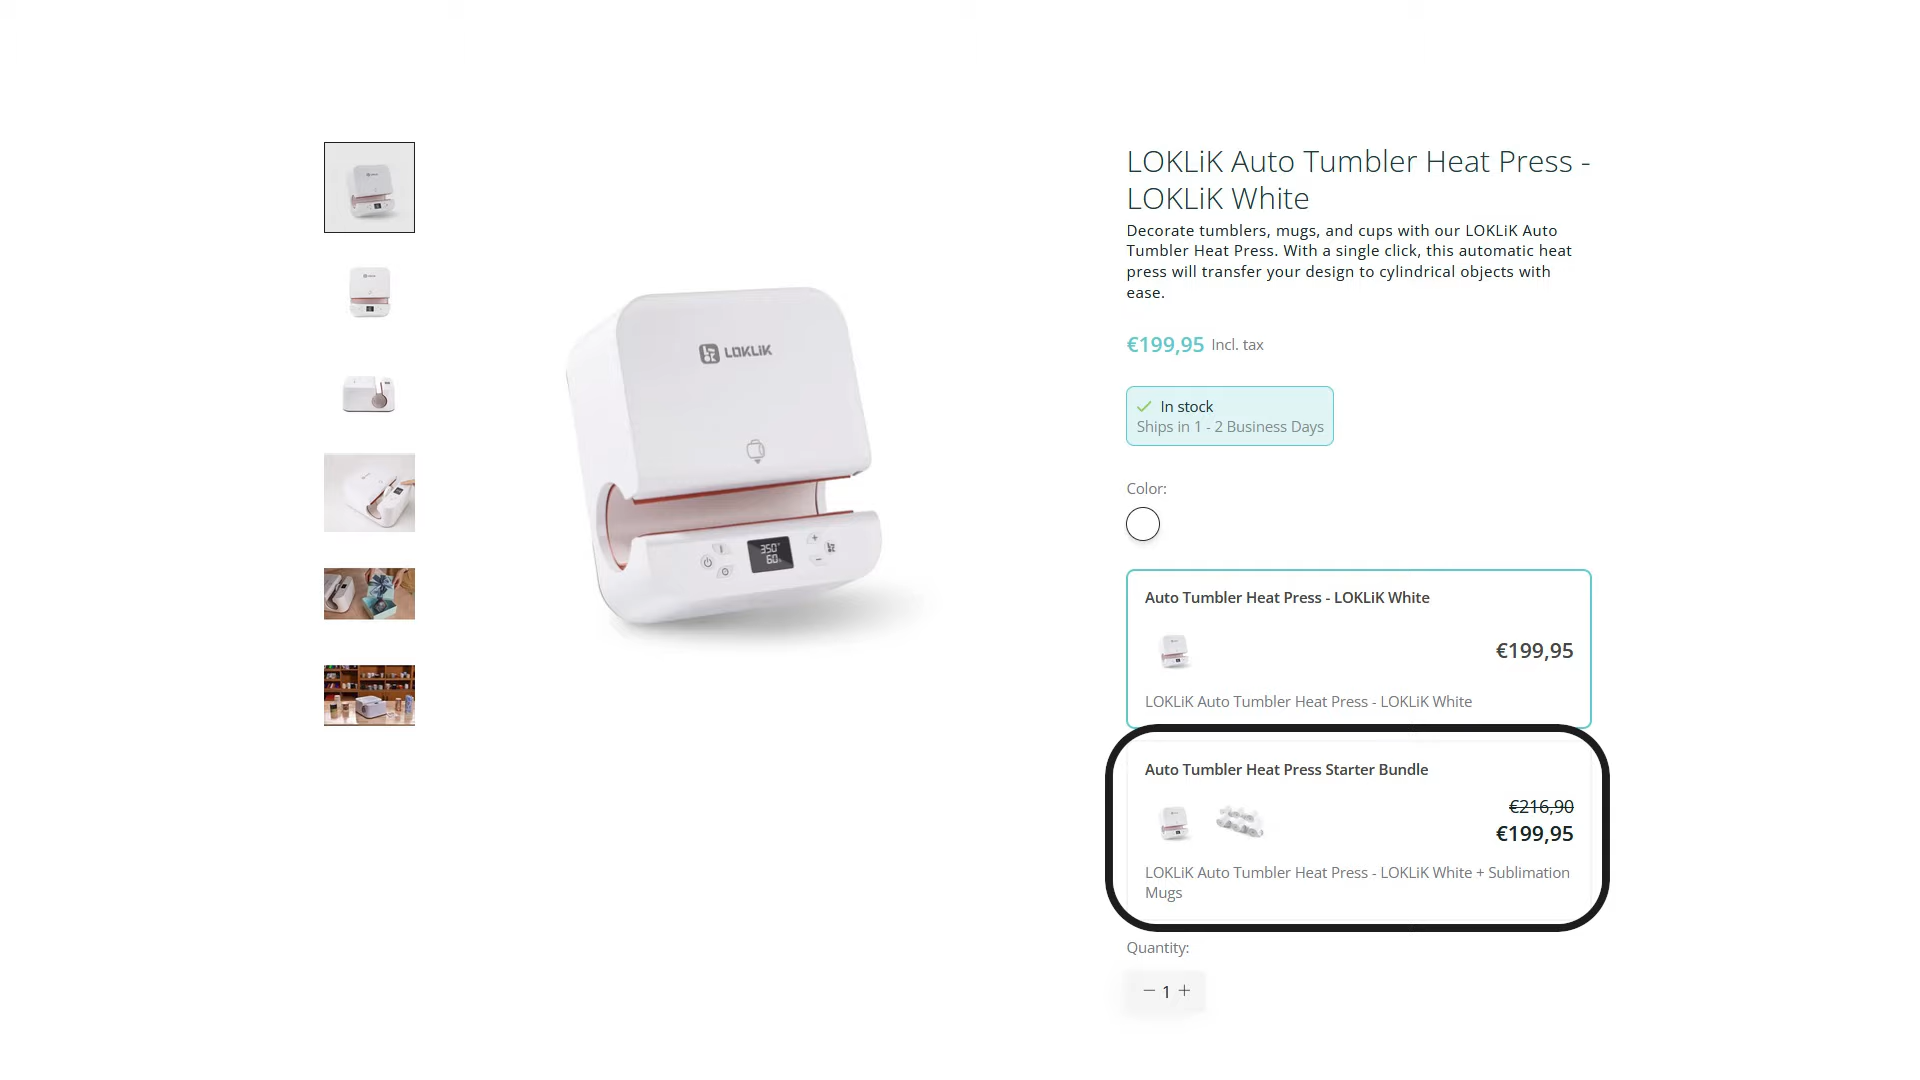 LOKLiK
350°
60
LOKLiK Auto Tumbler Heat Press -
LOKLiK White
Decorate tumblers, mugs, and cups with our LOKLiK Auto
Tumbler Heat Press. With a single click, this automatic heat
press will transfer your design to cylindrical objects with
ease.
€199,95 Incl. tax
In stock
Ships in 1 - 2 Business Days
Color:
Auto Tumbler Heat Press - LOKLiK White
€199,95
LOKLiK Auto Tumbler Heat Press - LOKLiK White
Auto Tumbler Heat Press Starter Bundle
€216,90
€199,95
LOKLiK Auto Tumbler Heat Press - LOKLiK White + Sublimation
Mugs
Quantity:
− 1 +